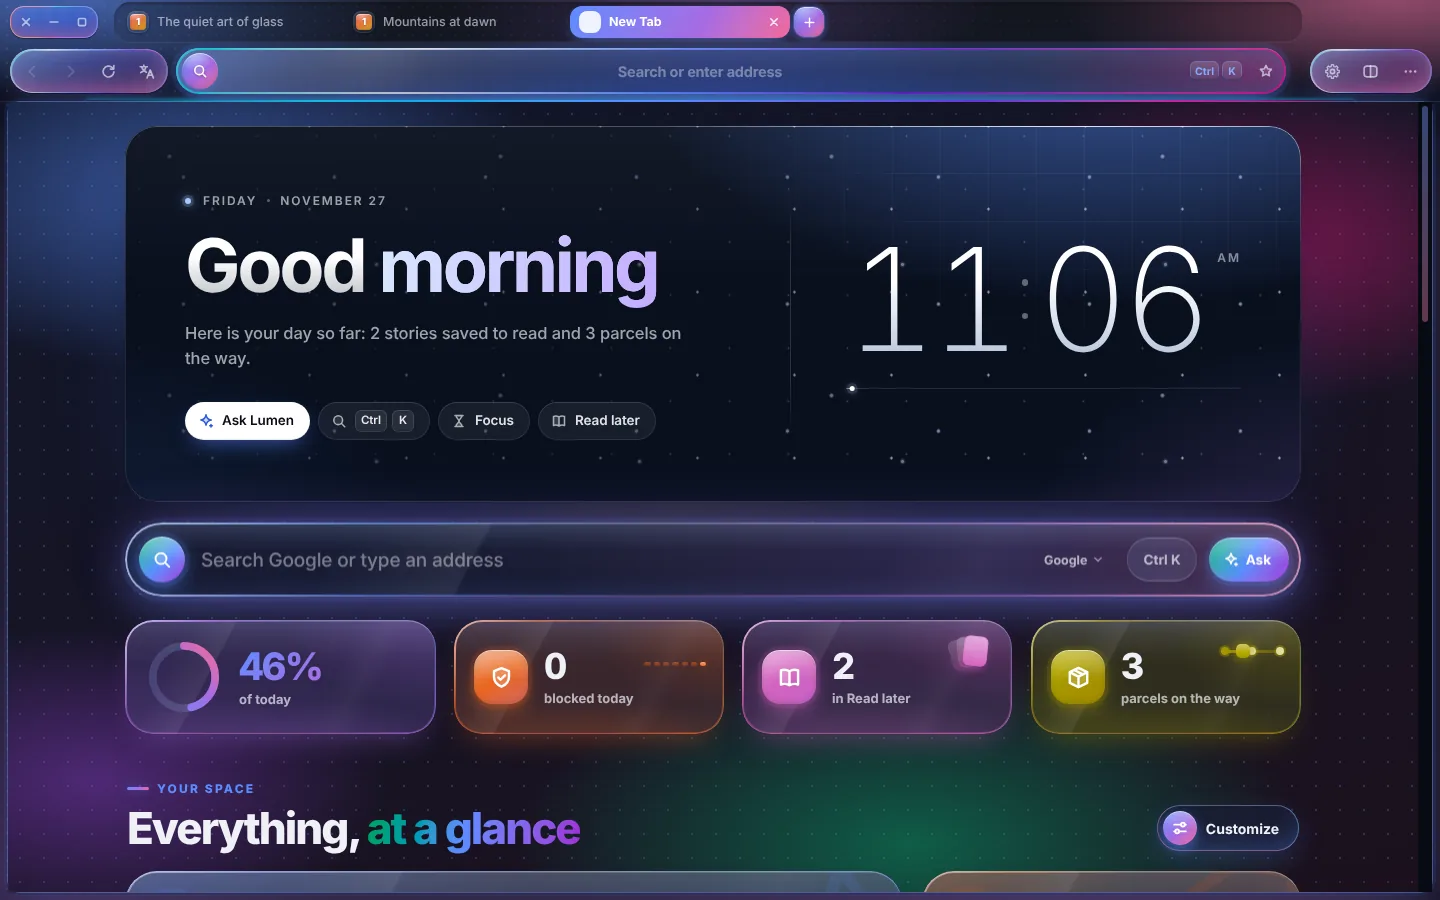 1 The quiet art of glass
1 Mountains at dawn
New Tab
Search or enter address
Ctrl K
FRIDAY • NOVEMBER 27
Good morning
Here is your day so far: 2 stories saved to read and 3 parcels on
the way.
Ask Lumen
Ctrl K
Focus
Read later
11:06
AM
Search Google or type an address
Google
Ctrl K
Ask
46%
of today
0
blocked today
2
in Read later
3
parcels on the way
YOUR SPACE
Everything, at a glance
Customize